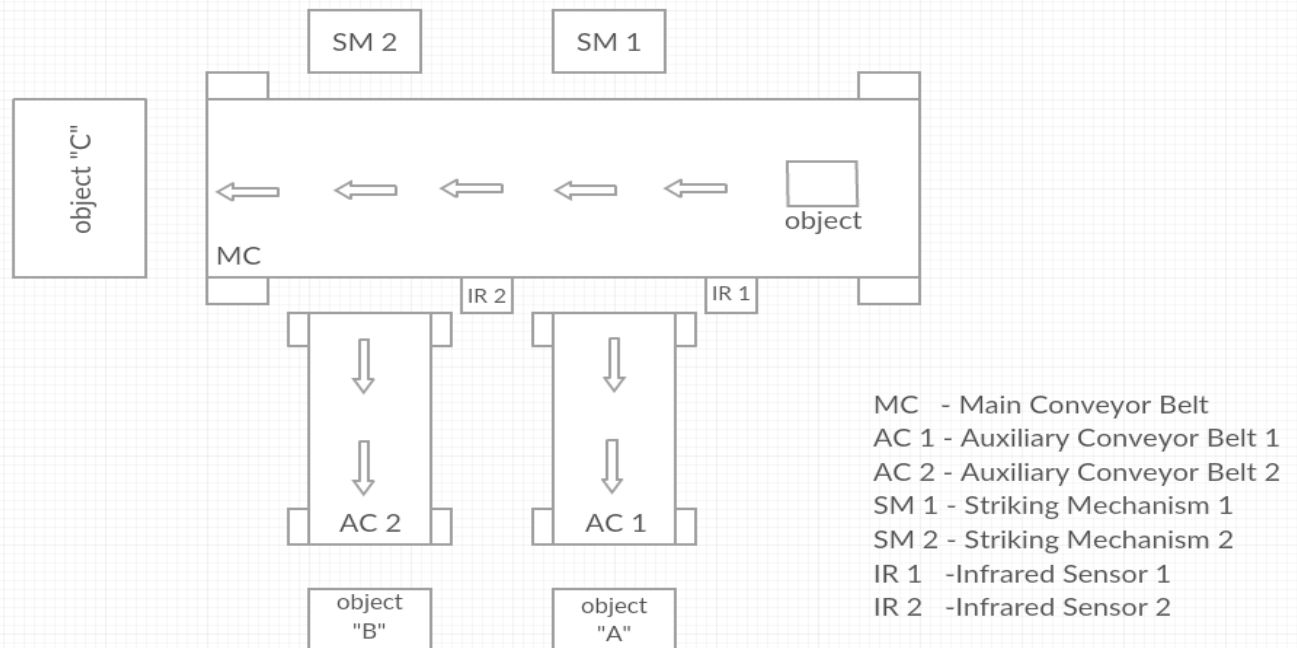 SM 2
SM 1
object "C"
object
MC
IR 2
IR 1
AC 2
AC 1
object
"B"
object
"A"
MC - Main Conveyor Belt
AC 1 - Auxiliary Conveyor Belt 1
AC 2 - Auxiliary Conveyor Belt 2
SM 1 - Striking Mechanism 1
SM 2 - Striking Mechanism 2
IR 1 -Infrared Sensor 1
IR 2 -Infrared Sensor 2